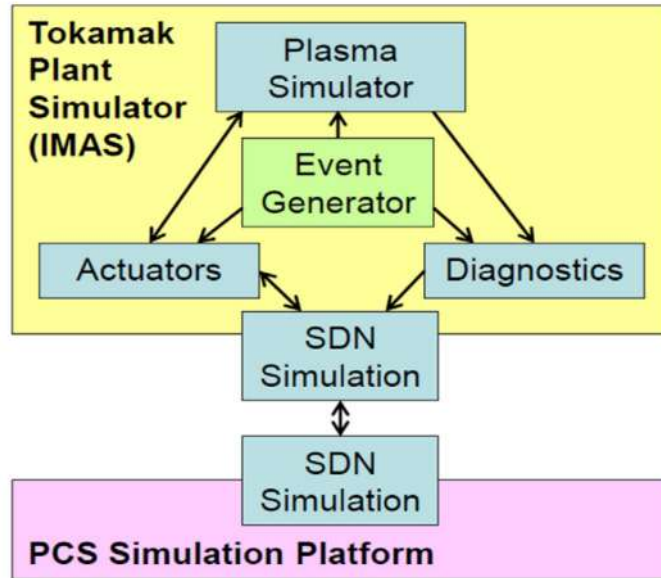 Tokamak
Plant
Simulator
(IMAS)
Plasma
Simulator
Event
Generator
Actuators
Diagnostics
SDN
Simulation
SDN
Simulation
PCS Simulation Platform